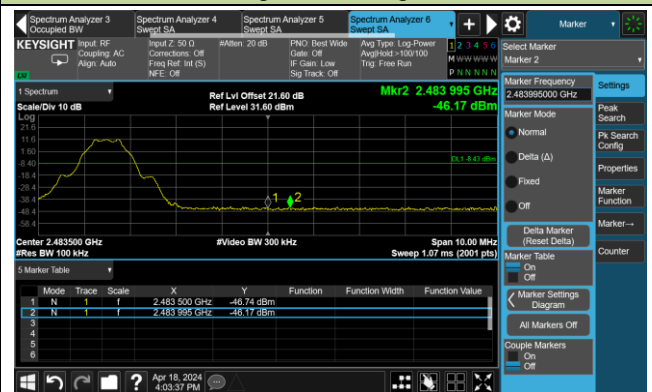 Spectrum Analyzer 3
Occupied BW
Spectrum Analyzer 4
Swept SA
Spectrum Analyzer 5
Swept SA
Spectrum Analyzer 6
Swept SA
Marker
KEYSIGHT
Input: RF
Coupling: AC
Align: Auto
Input Z: 50 Ω
Corrections: Off
Freq Ref: Int (S)
NFE: Off
#Atten: 20 dB
PNO: Best Wide
Gate: Off
IF Gain: Low
Sig Track: Off
Avg Type: Log-Power
Avg|Hold:>100/100
Trig: Free Run
1 2 3 4 5 6
M W W W W W
P N N N N N
LXI
Select Marker
Marker 2
1 Spectrum
Scale/Div 10 dB
Ref Lvl Offset 21.60 dB
Ref Level 31.60 dBm
Mkr2 2.483 995 GHz
-46.17 dBm
Log
21.6
11.6
1.60
-8.40
-18.4
-28.4
-38.4
-48.4
-58.4
DL1 -8.43 dBm
1
2
Center 2.483500 GHz
#Res BW 100 kHz
#Video BW 300 kHz
Span 10.00 MHz
Sweep 1.07 ms (2001 pts)
5 Marker Table
Mode Trace Scale X Y Function Function Width Function Value
1 N 1 f 2.483 500 GHz -46.74 dBm
2 N 1 f 2.483 995 GHz -46.17 dBm
3
4
5
6
Marker Frequency
2.483995000 GHz
Marker Mode
Normal
Delta (Δ)
Fixed
Off
Delta Marker
(Reset Delta)
Marker Table
On
Off
Marker Settings
Diagram
All Markers Off
Couple Markers
On
Off
Settings
Peak
Search
Pk Search
Config
Properties
Marker
Function
Marker→
Counter
?
Apr 18, 2024
4:03:37 PM